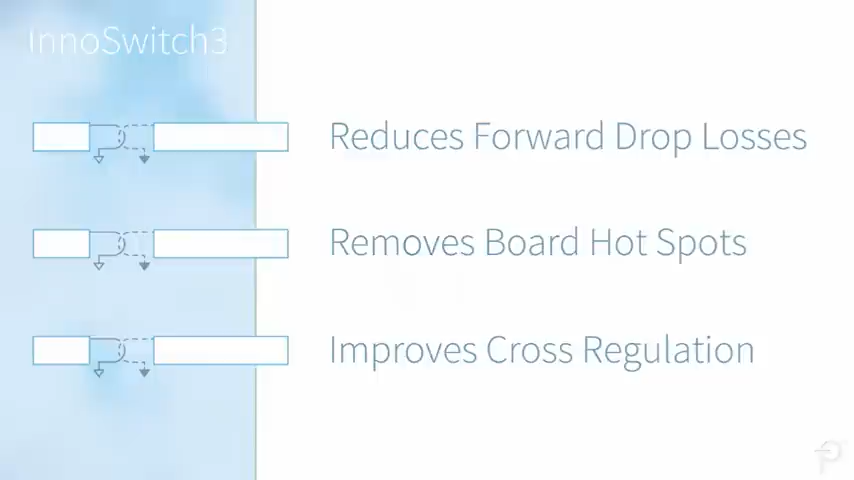 InnoSwitch3
Reduces Forward Drop Losses
Removes Board Hot Spots
Improves Cross Regulation